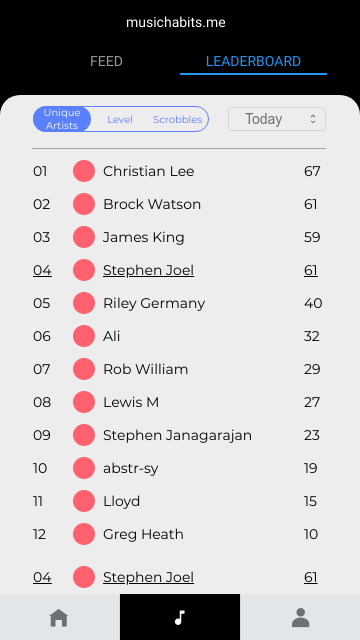 musichabits.me
FEED LEADERBOARD
Unique Artists Level Scrobbles Today
01 Christian Lee 67
02 Brock Watson 61
03 James King 59
04 Stephen Joel 61
05 Riley Germany 40
06 Ali 32
07 Rob William 29
08 Lewis M 27
09 Stephen Janagarajan 23
10 abstr-sy 19
11 Lloyd 15
12 Greg Heath 10
04 Stephen Joel 61